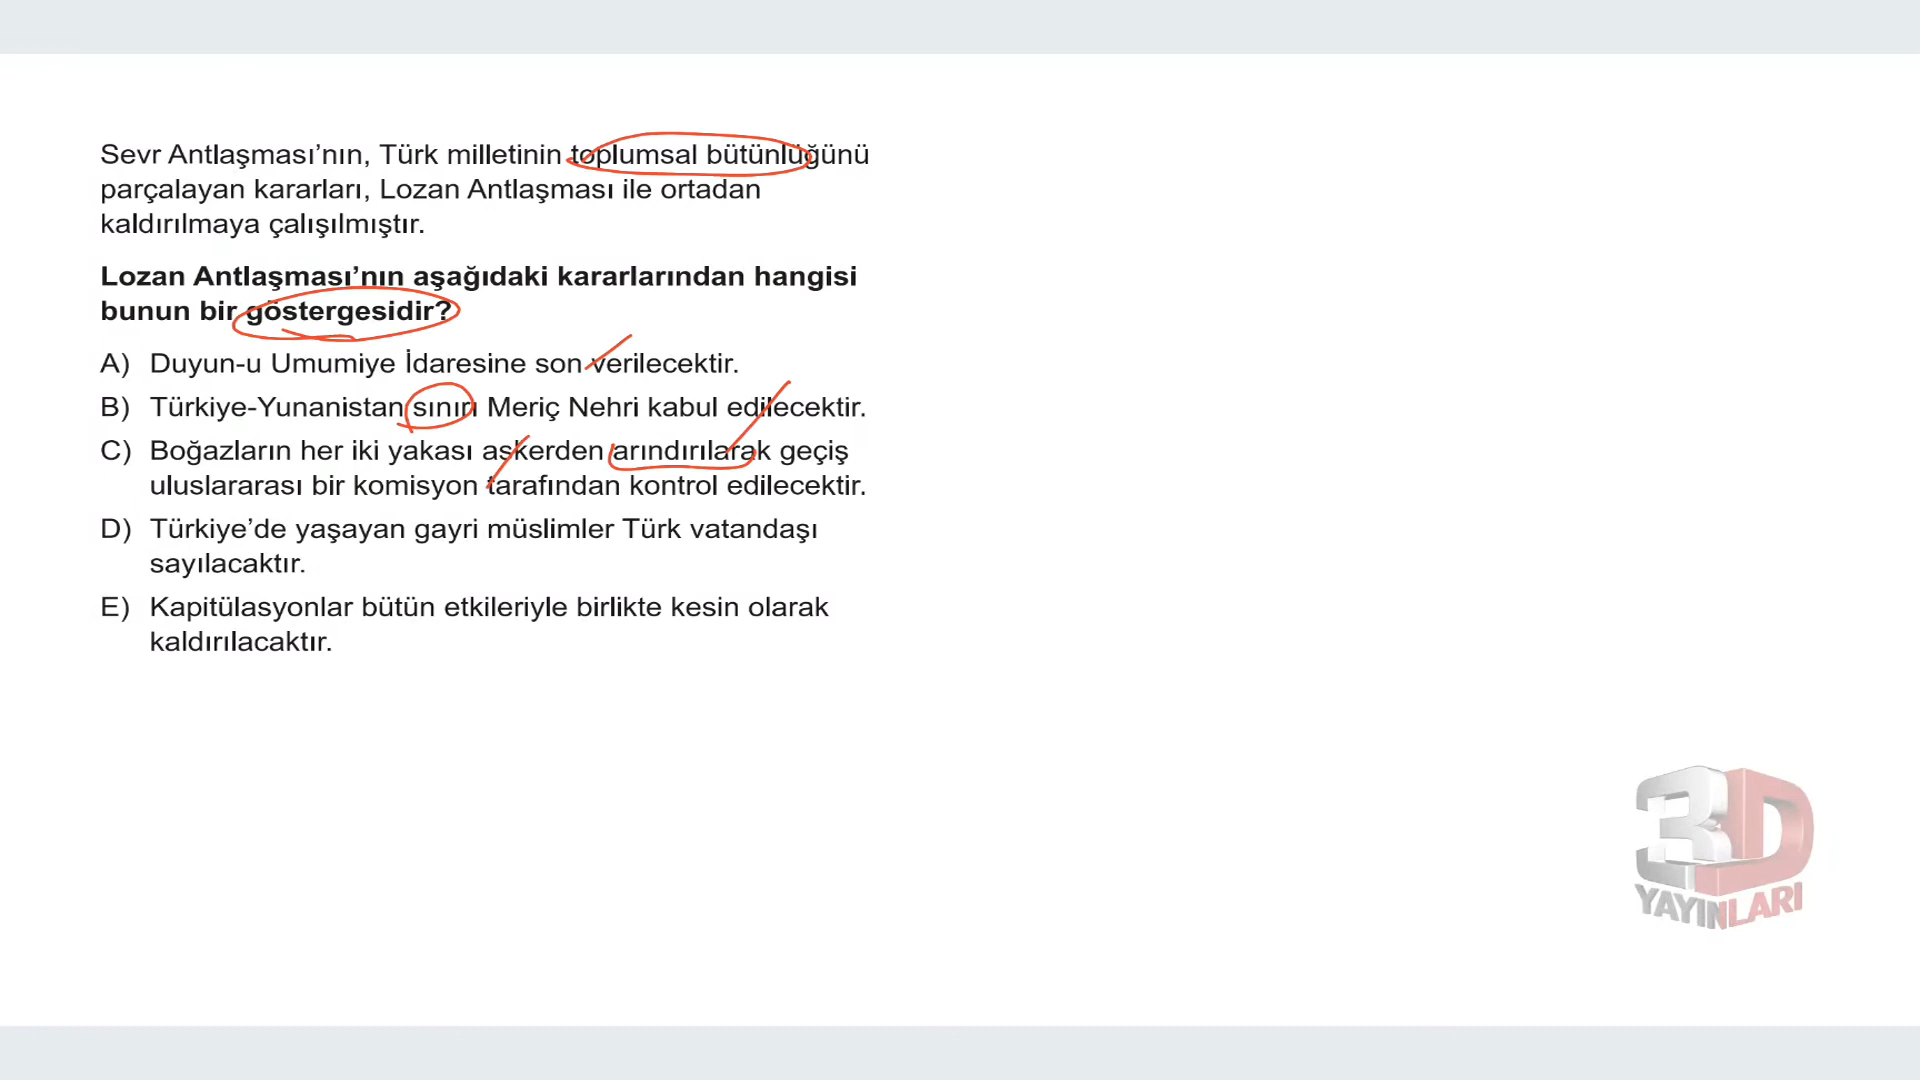 Sevr Antlaşması’nın, Türk milletinin toplumsal bütünlüğünü
parçalayan kararları, Lozan Antlaşması ile ortadan
kaldırılmaya çalışılmıştır.
Lozan Antlaşması’nın aşağıdaki kararlarından hangisi
bunun bir göstergesidir?
A) Duyun-u Umumiye İdaresine son verilecektir.
B) Türkiye-Yunanistan sınırı Meriç Nehri kabul edilecektir.
C) Boğazların her iki yakası askerden arındırılarak geçiş
uluslararası bir komisyon tarafından kontrol edilecektir.
D) Türkiye’de yaşayan gayri müslimler Türk vatandaşı
sayılacaktır.
E) Kapitülasyonlar bütün etkileriyle birlikte kesin olarak
kaldırılacaktır.
3D
YAYINLARI